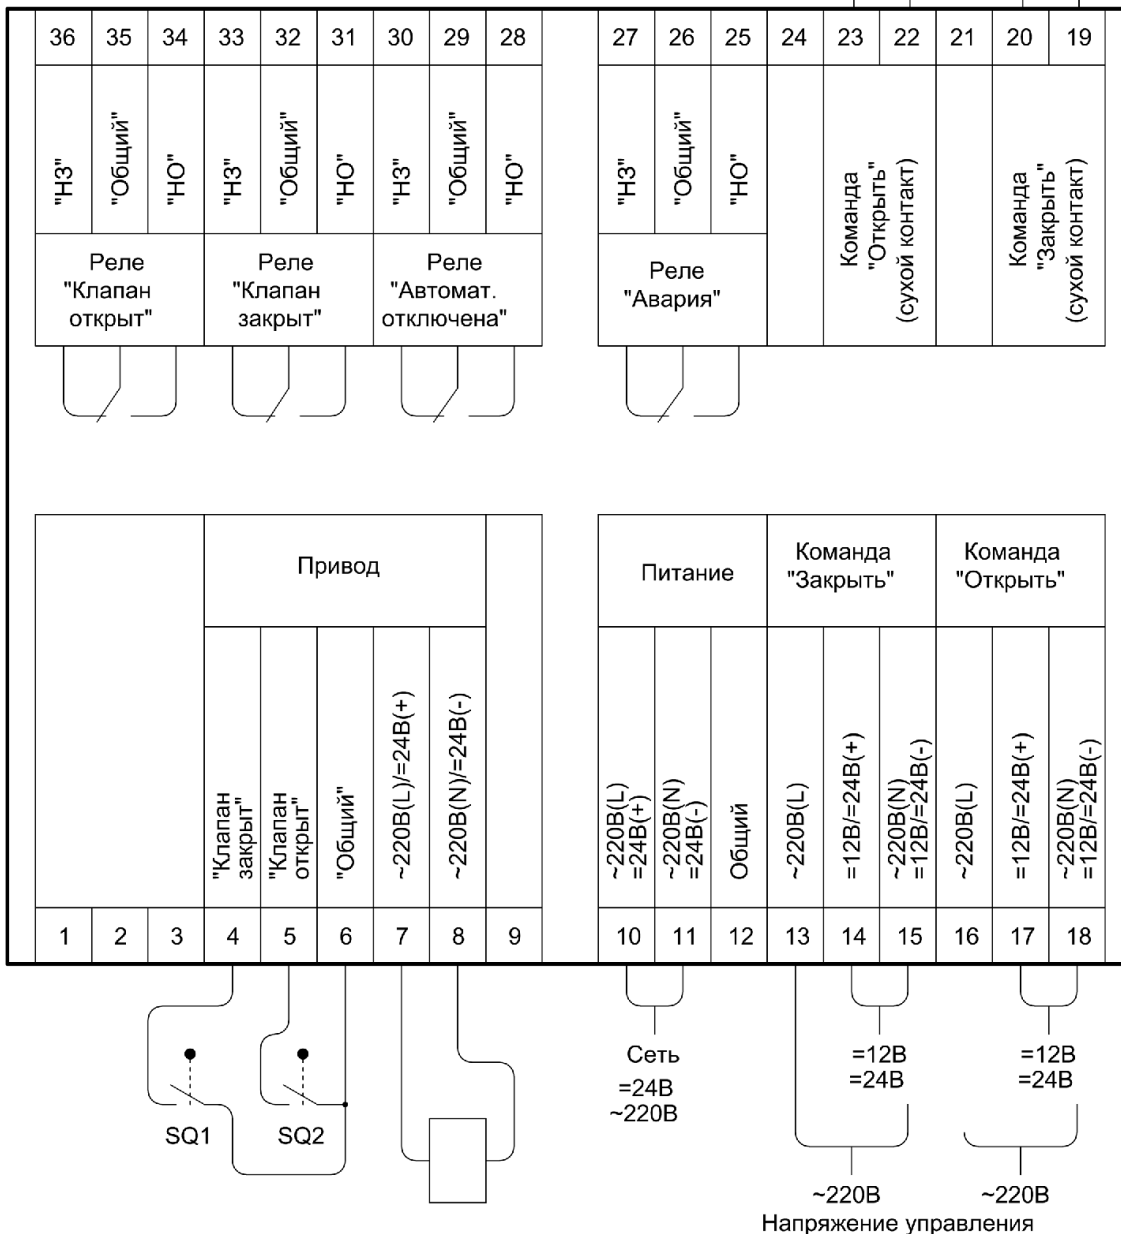 36 35 34 33 32 31 30 29 28 27 26 25 24 23 22 21 20 19
"НЗ"
"Общий"
"НО"
"НЗ"
"Общий"
"НО"
"НЗ"
"Общий"
"НО"
"НЗ"
"Общий"
"НО"
Команда
"Открыть"
(сухой контакт)
Команда
"Закрыть"
(сухой контакт)
Реле
"Клапан
открыт"
Реле
"Клапан
закрыт"
Реле
"Автомат.
отключена"
Реле
"Авария"
Привод
Питание
Команда
"Закрыть"
Команда
"Открыть"
"Клапан
закрыт"
"Клапан
открыт"
"Общий"
~220В(L)/=24В(+)
~220В(N)/=24В(-)
~220В(L)
=24В(+)
~220В(N)
=24В(-)
Общий
~220В(L)
=12В/=24В(+)
~220В(N)
=12В/=24В(-)
~220В(L)
=12В/=24В(+)
~220В(N)
=12В/=24В(-)
1 2 3 4 5 6 7 8 9 10 11 12 13 14 15 16 17 18
SQ1
SQ2
Сеть
=24В
~220В
=12В
=24В
=12В
=24В
~220В
~220В
Напряжение управления